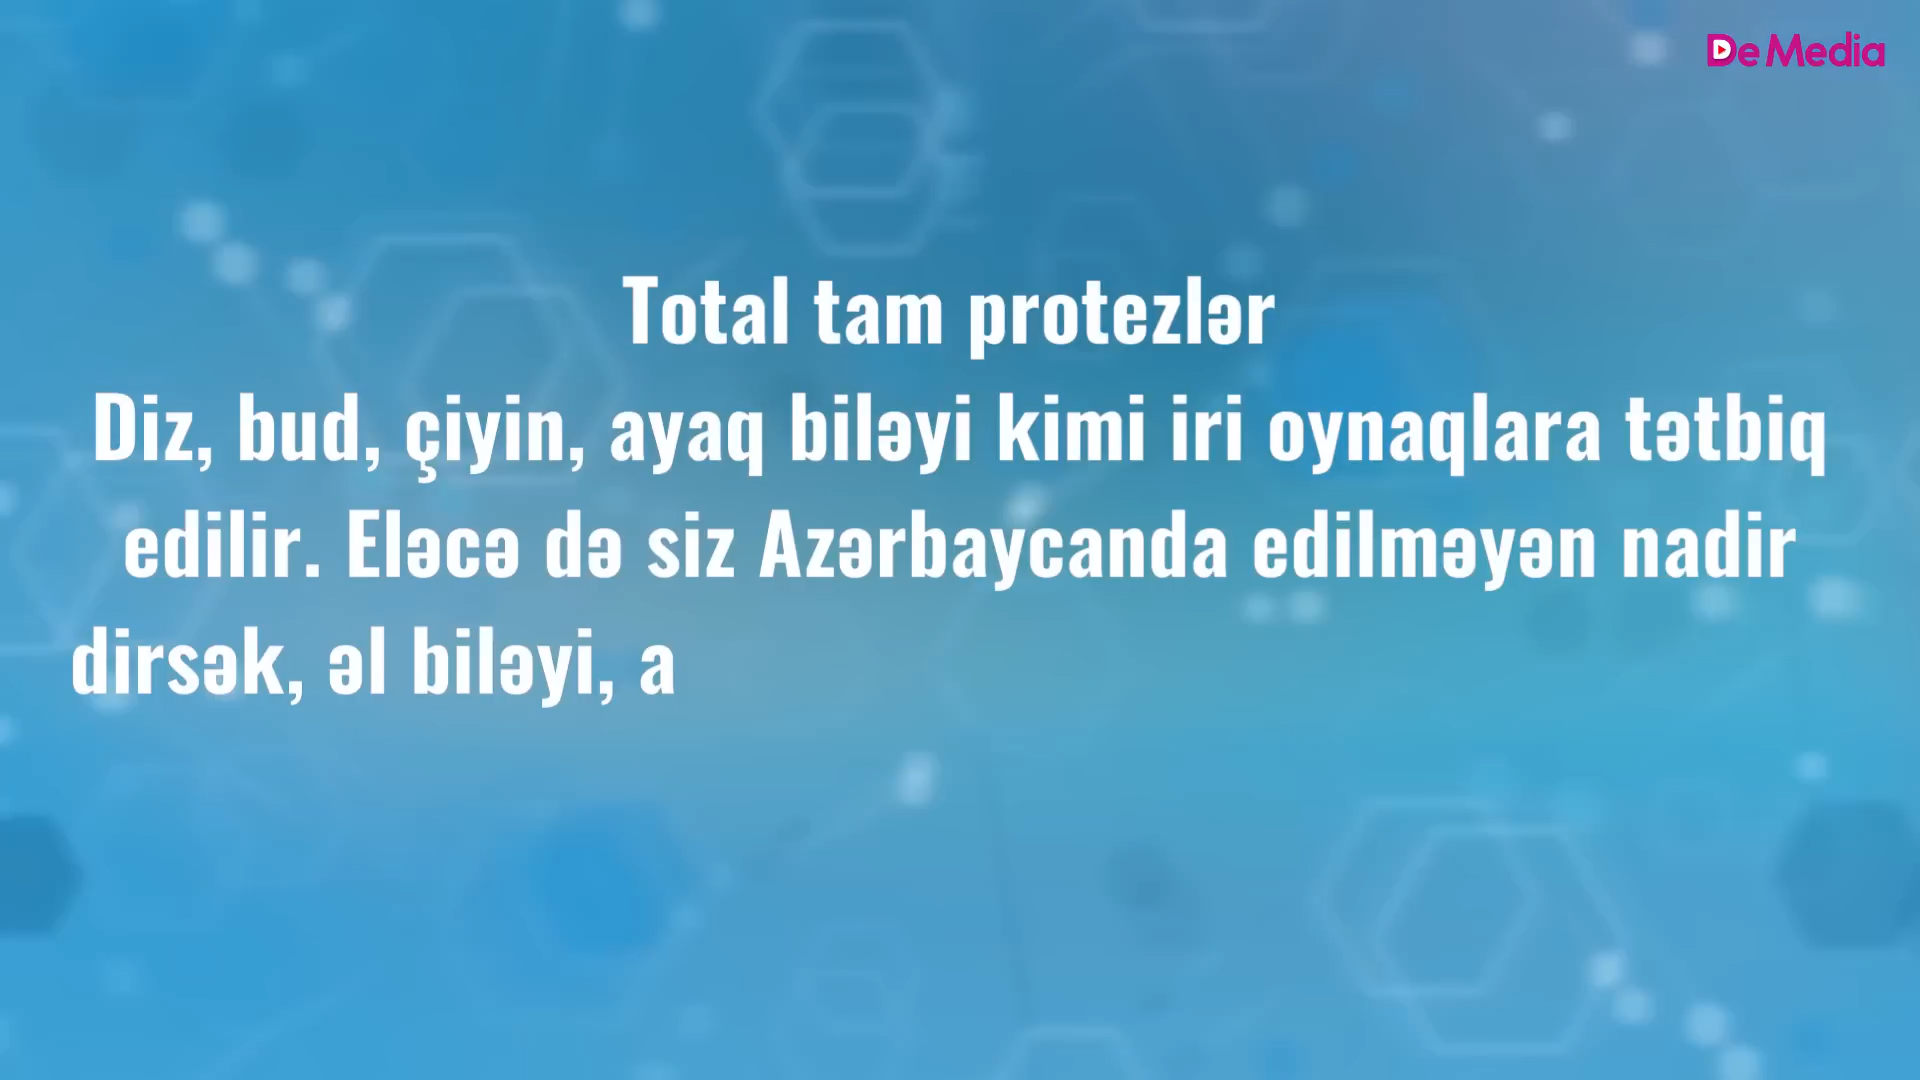 De Media
Total tam protezlər
Diz, bud, çiyin, ayaq biləyi kimi iri oynaqlara tətbiq
edilir. Eləcə də siz Azərbaycanda edilməyən nadir
dirsək, əl biləyi, a